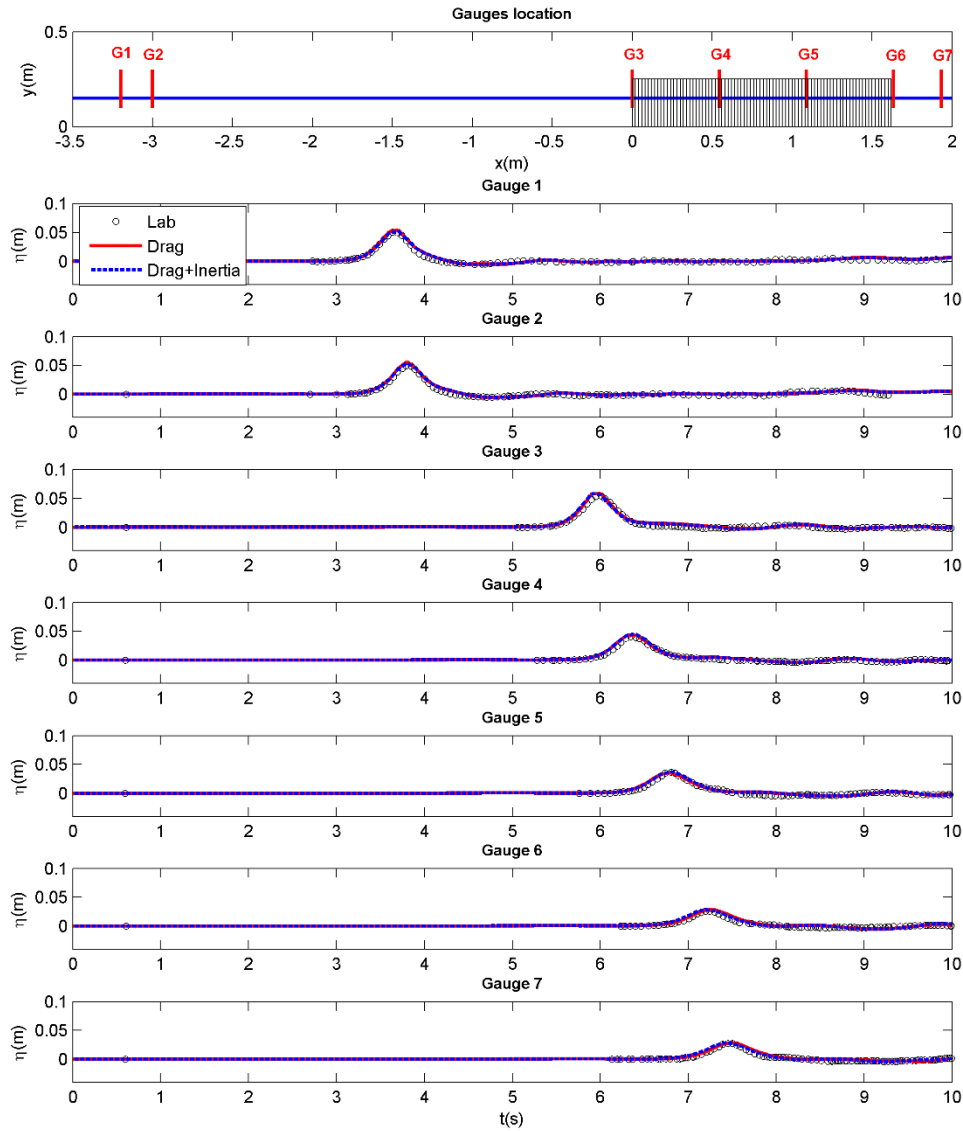 Gauges location
y(m)
0.5
0
G1 G2 G3 G4 G5 G6 G7
-3.5 -3 -2.5 -2 -1.5 -1 -0.5 0 0.5 1 1.5 2
x(m)
Gauge 1
η(m)
0.1
0.05
0
Lab
Drag
Drag+Inertia
0 1 2 3 4 5 6 7 8 9 10
Gauge 2
η(m)
0.1
0.05
0
0 1 2 3 4 5 6 7 8 9 10
Gauge 3
η(m)
0.1
0.05
0
0 1 2 3 4 5 6 7 8 9 10
Gauge 4
η(m)
0.1
0.05
0
0 1 2 3 4 5 6 7 8 9 10
Gauge 5
η(m)
0.1
0.05
0
0 1 2 3 4 5 6 7 8 9 10
Gauge 6
η(m)
0.1
0.05
0
0 1 2 3 4 5 6 7 8 9 10
Gauge 7
η(m)
0.1
0.05
0
0 1 2 3 4 5 6 7 8 9 10
t(s)